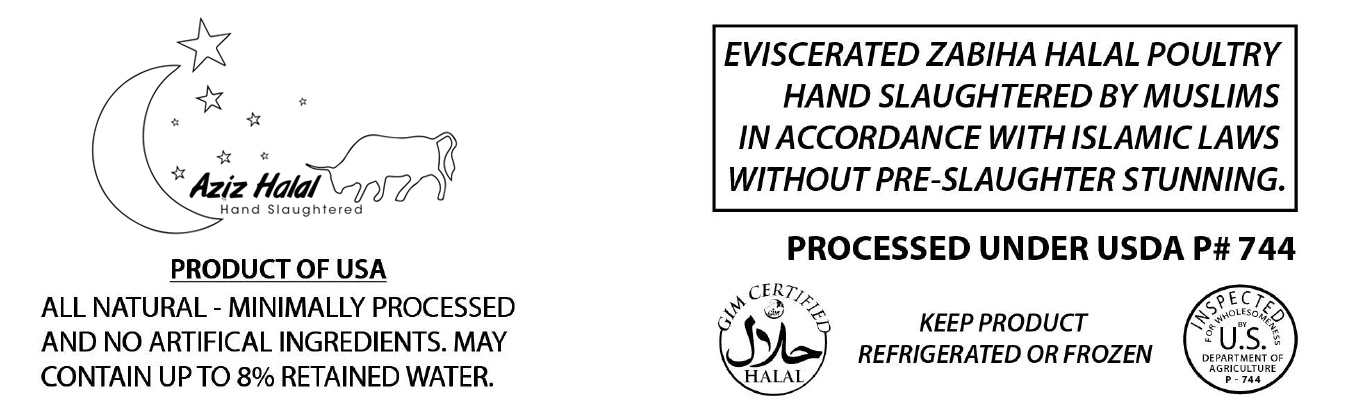 Aziz Halal
Hand Slaughtered
PRODUCT OF USA
ALL NATURAL - MINIMALLY PROCESSED
AND NO ARTIFICAL INGREDIENTS. MAY
CONTAIN UP TO 8% RETAINED WATER.
EVISCERATED ZABIHA HALAL POULTRY
HAND SLAUGHTERED BY MUSLIMS
IN ACCORDANCE WITH ISLAMIC LAWS
WITHOUT PRE-SLAUGHTER STUNNING.
PROCESSED UNDER USDA P# 744
GIM CERTIFIED
GIM
حلال
HALAL
KEEP PRODUCT
REFRIGERATED OR FROZEN
INSPECTED
FOR WHOLESOMENESS
BY
U.S.
DEPARTMENT OF
AGRICULTURE
P - 744